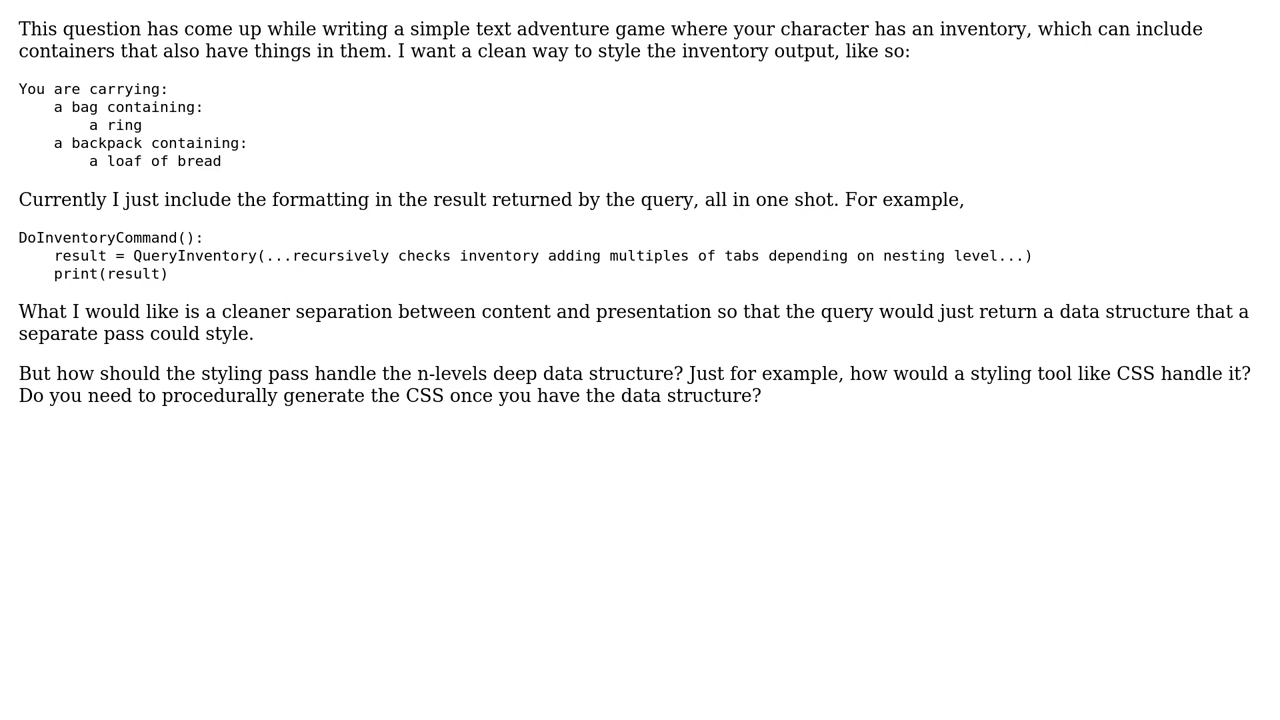 This question has come up while writing a simple text adventure game where your character has an inventory, which can include
containers that also have things in them. I want a clean way to style the inventory output, like so:
You are carrying:
    a bag containing:
        a ring
    a backpack containing:
        a loaf of bread
Currently I just include the formatting in the result returned by the query, all in one shot. For example,
DoInventoryCommand():
    result = QueryInventory(...recursively checks inventory adding multiples of tabs depending on nesting level...)
    print(result)
What I would like is a cleaner separation between content and presentation so that the query would just return a data structure that a
separate pass could style.
But how should the styling pass handle the n-levels deep data structure? Just for example, how would a styling tool like CSS handle it?
Do you need to procedurally generate the CSS once you have the data structure?